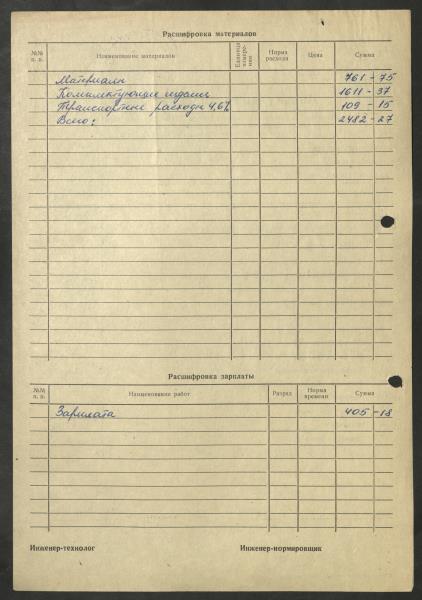 Расшифровка материалов
№№ п. п. Наименование материалов Единица измерения Норма расхода Цена Сумма
Материалы 761-75
Комплектующие изделия 1611-37
Транспортные расходы 4,6% 109-15
Всего: 2482-27
Расшифровка зарплаты
№№ п. п. Наименование работ Разряд Норма времени Сумма
Зарплата 405-18
Инженер-технолог Инженер-нормировщик